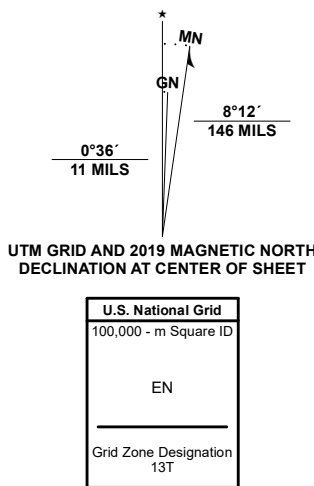 ★
MN
GN
8°12´
146 MILS
0°36´
11 MILS
UTM GRID AND 2019 MAGNETIC NORTH
DECLINATION AT CENTER OF SHEET
U.S. National Grid
100,000 - m Square ID
EN
Grid Zone Designation
13T